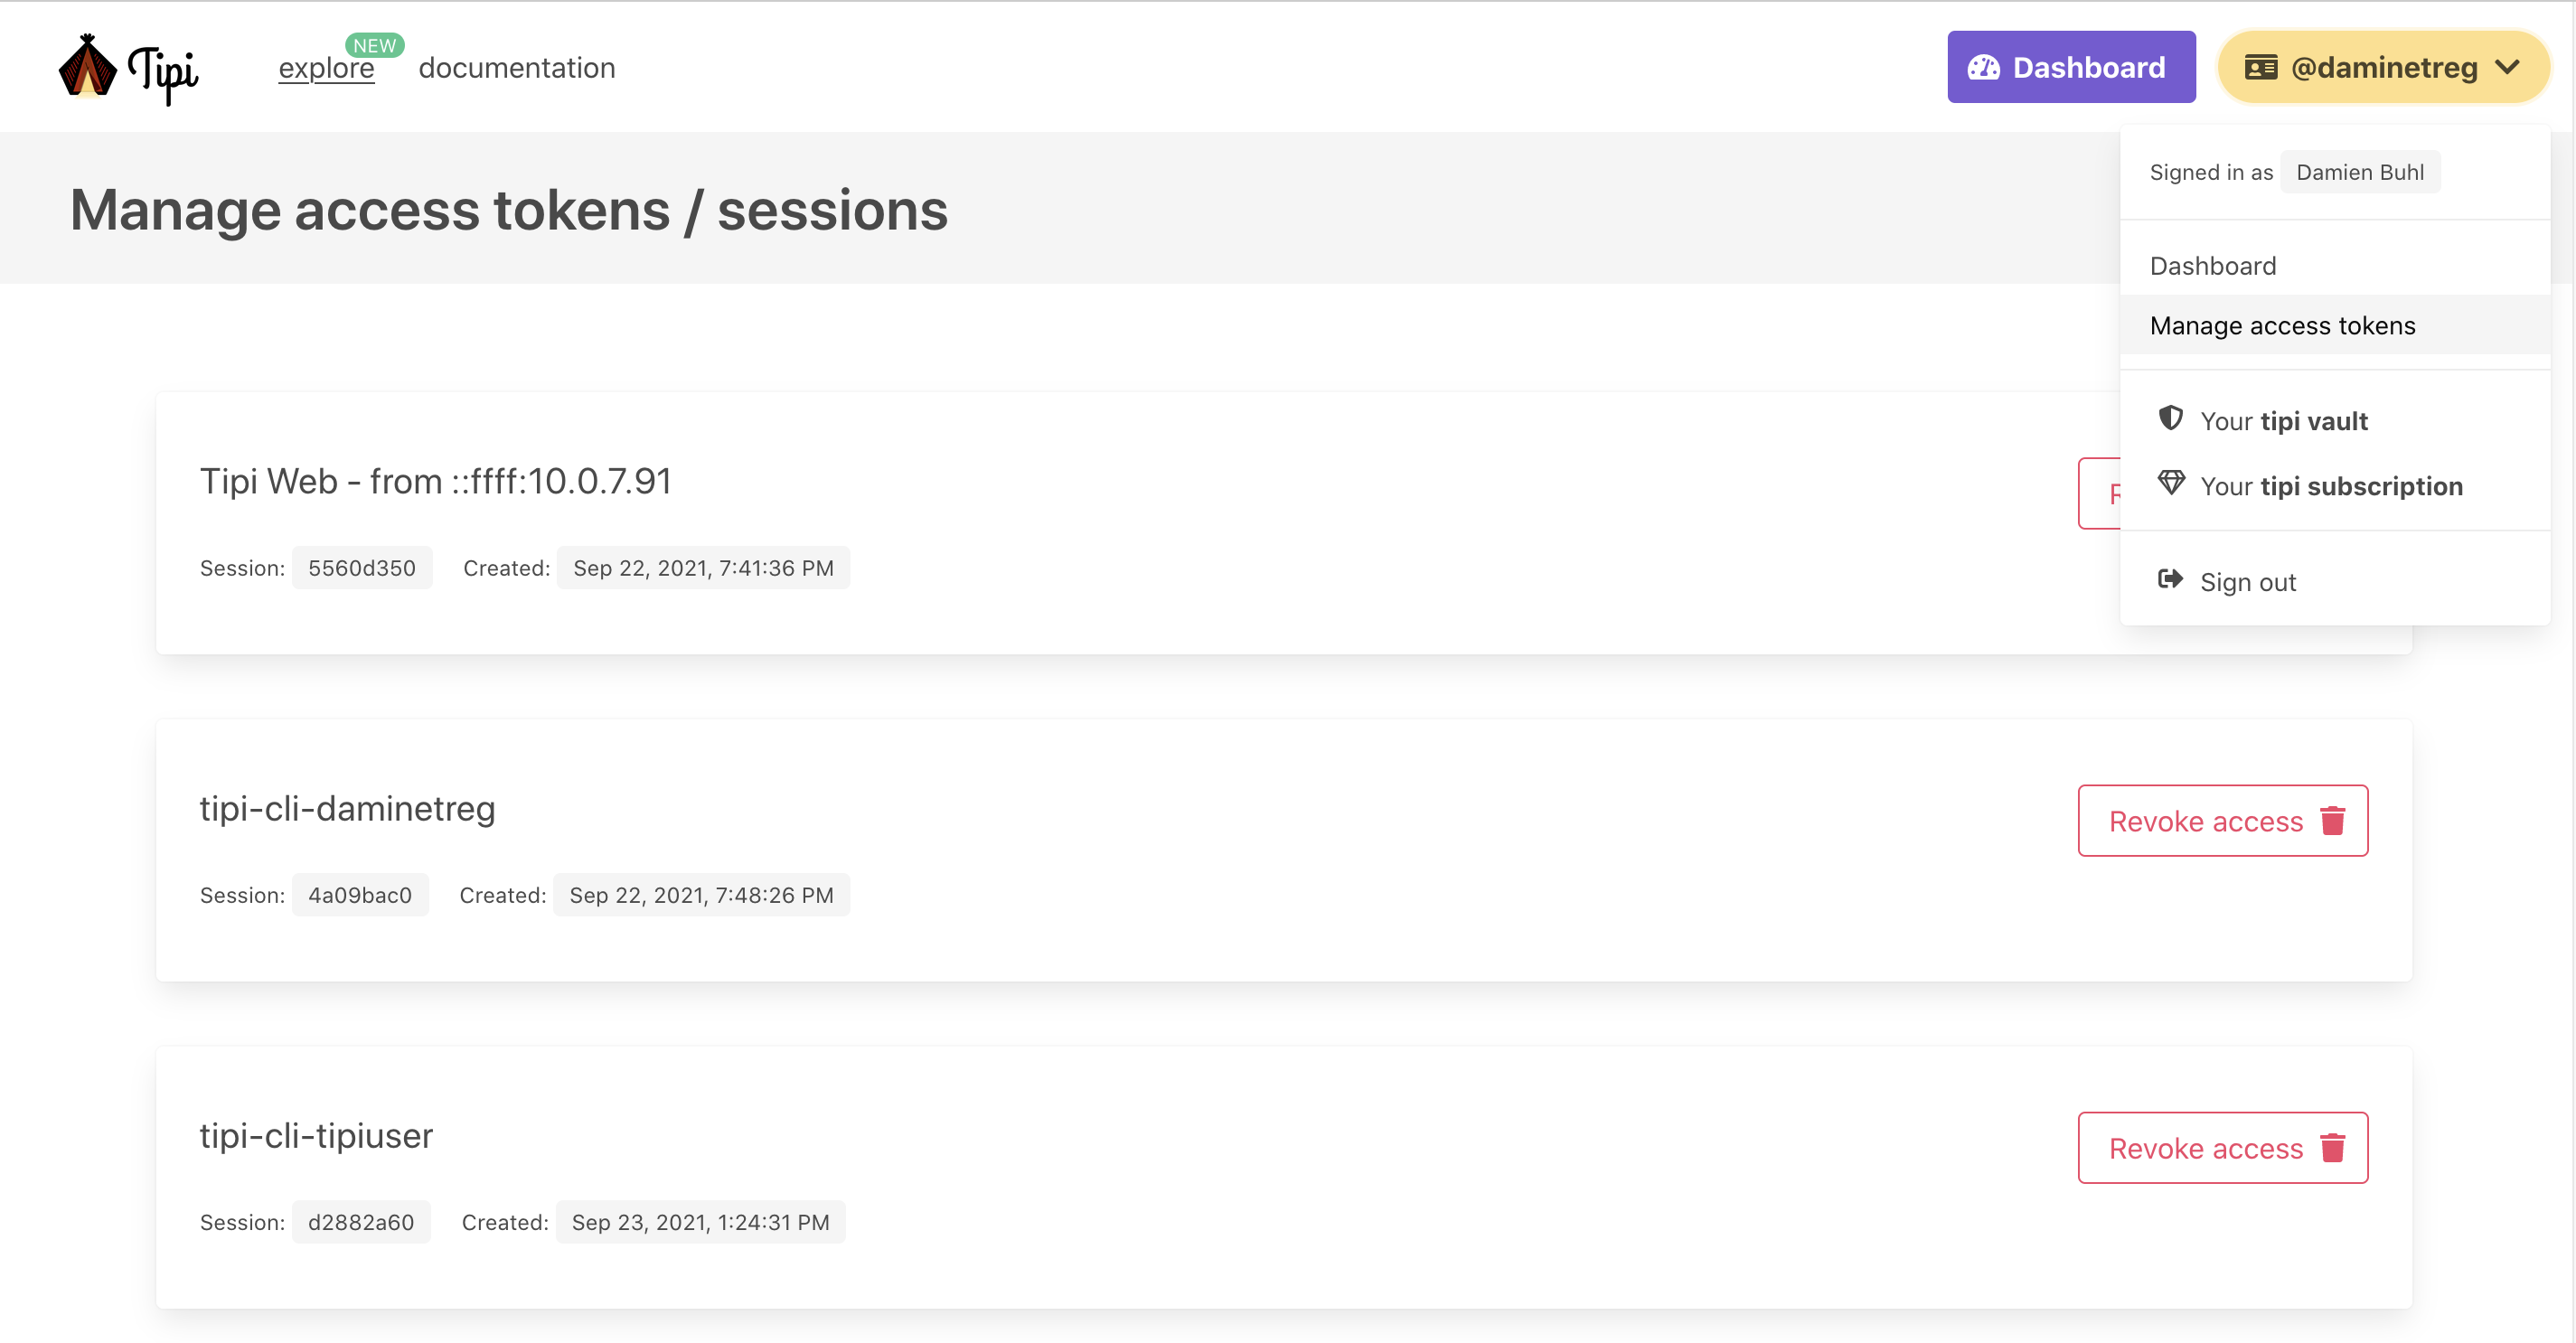 Tipi
explore NEW
documentation
Dashboard
@daminetreg
Signed in as Damien Buhl
Dashboard
Manage access tokens
Your tipi vault
Your tipi subscription
Sign out
Manage access tokens / sessions
Tipi Web - from ::ffff:10.0.7.91
Session: 5560d350 Created: Sep 22, 2021, 7:41:36 PM
tipi-cli-daminetreg
Revoke access
Session: 4a09bac0 Created: Sep 22, 2021, 7:48:26 PM
tipi-cli-tipiuser
Revoke access
Session: d2882a60 Created: Sep 23, 2021, 1:24:31 PM